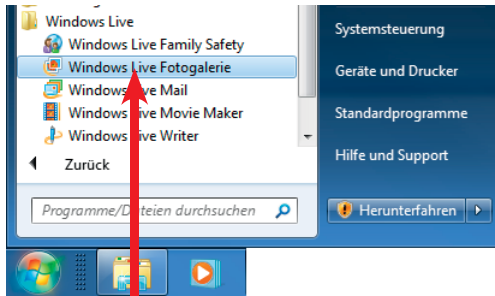 Windows Live
Windows Live Family Safety
Windows Live Fotogalerie
Windows Live Mail
Windows Live Movie Maker
Windows Live Writer
Zurück
Programme/Dateien durchsuchen
Systemsteuerung
Geräte und Drucker
Standardprogramme
Hilfe und Support
Herunterfahren